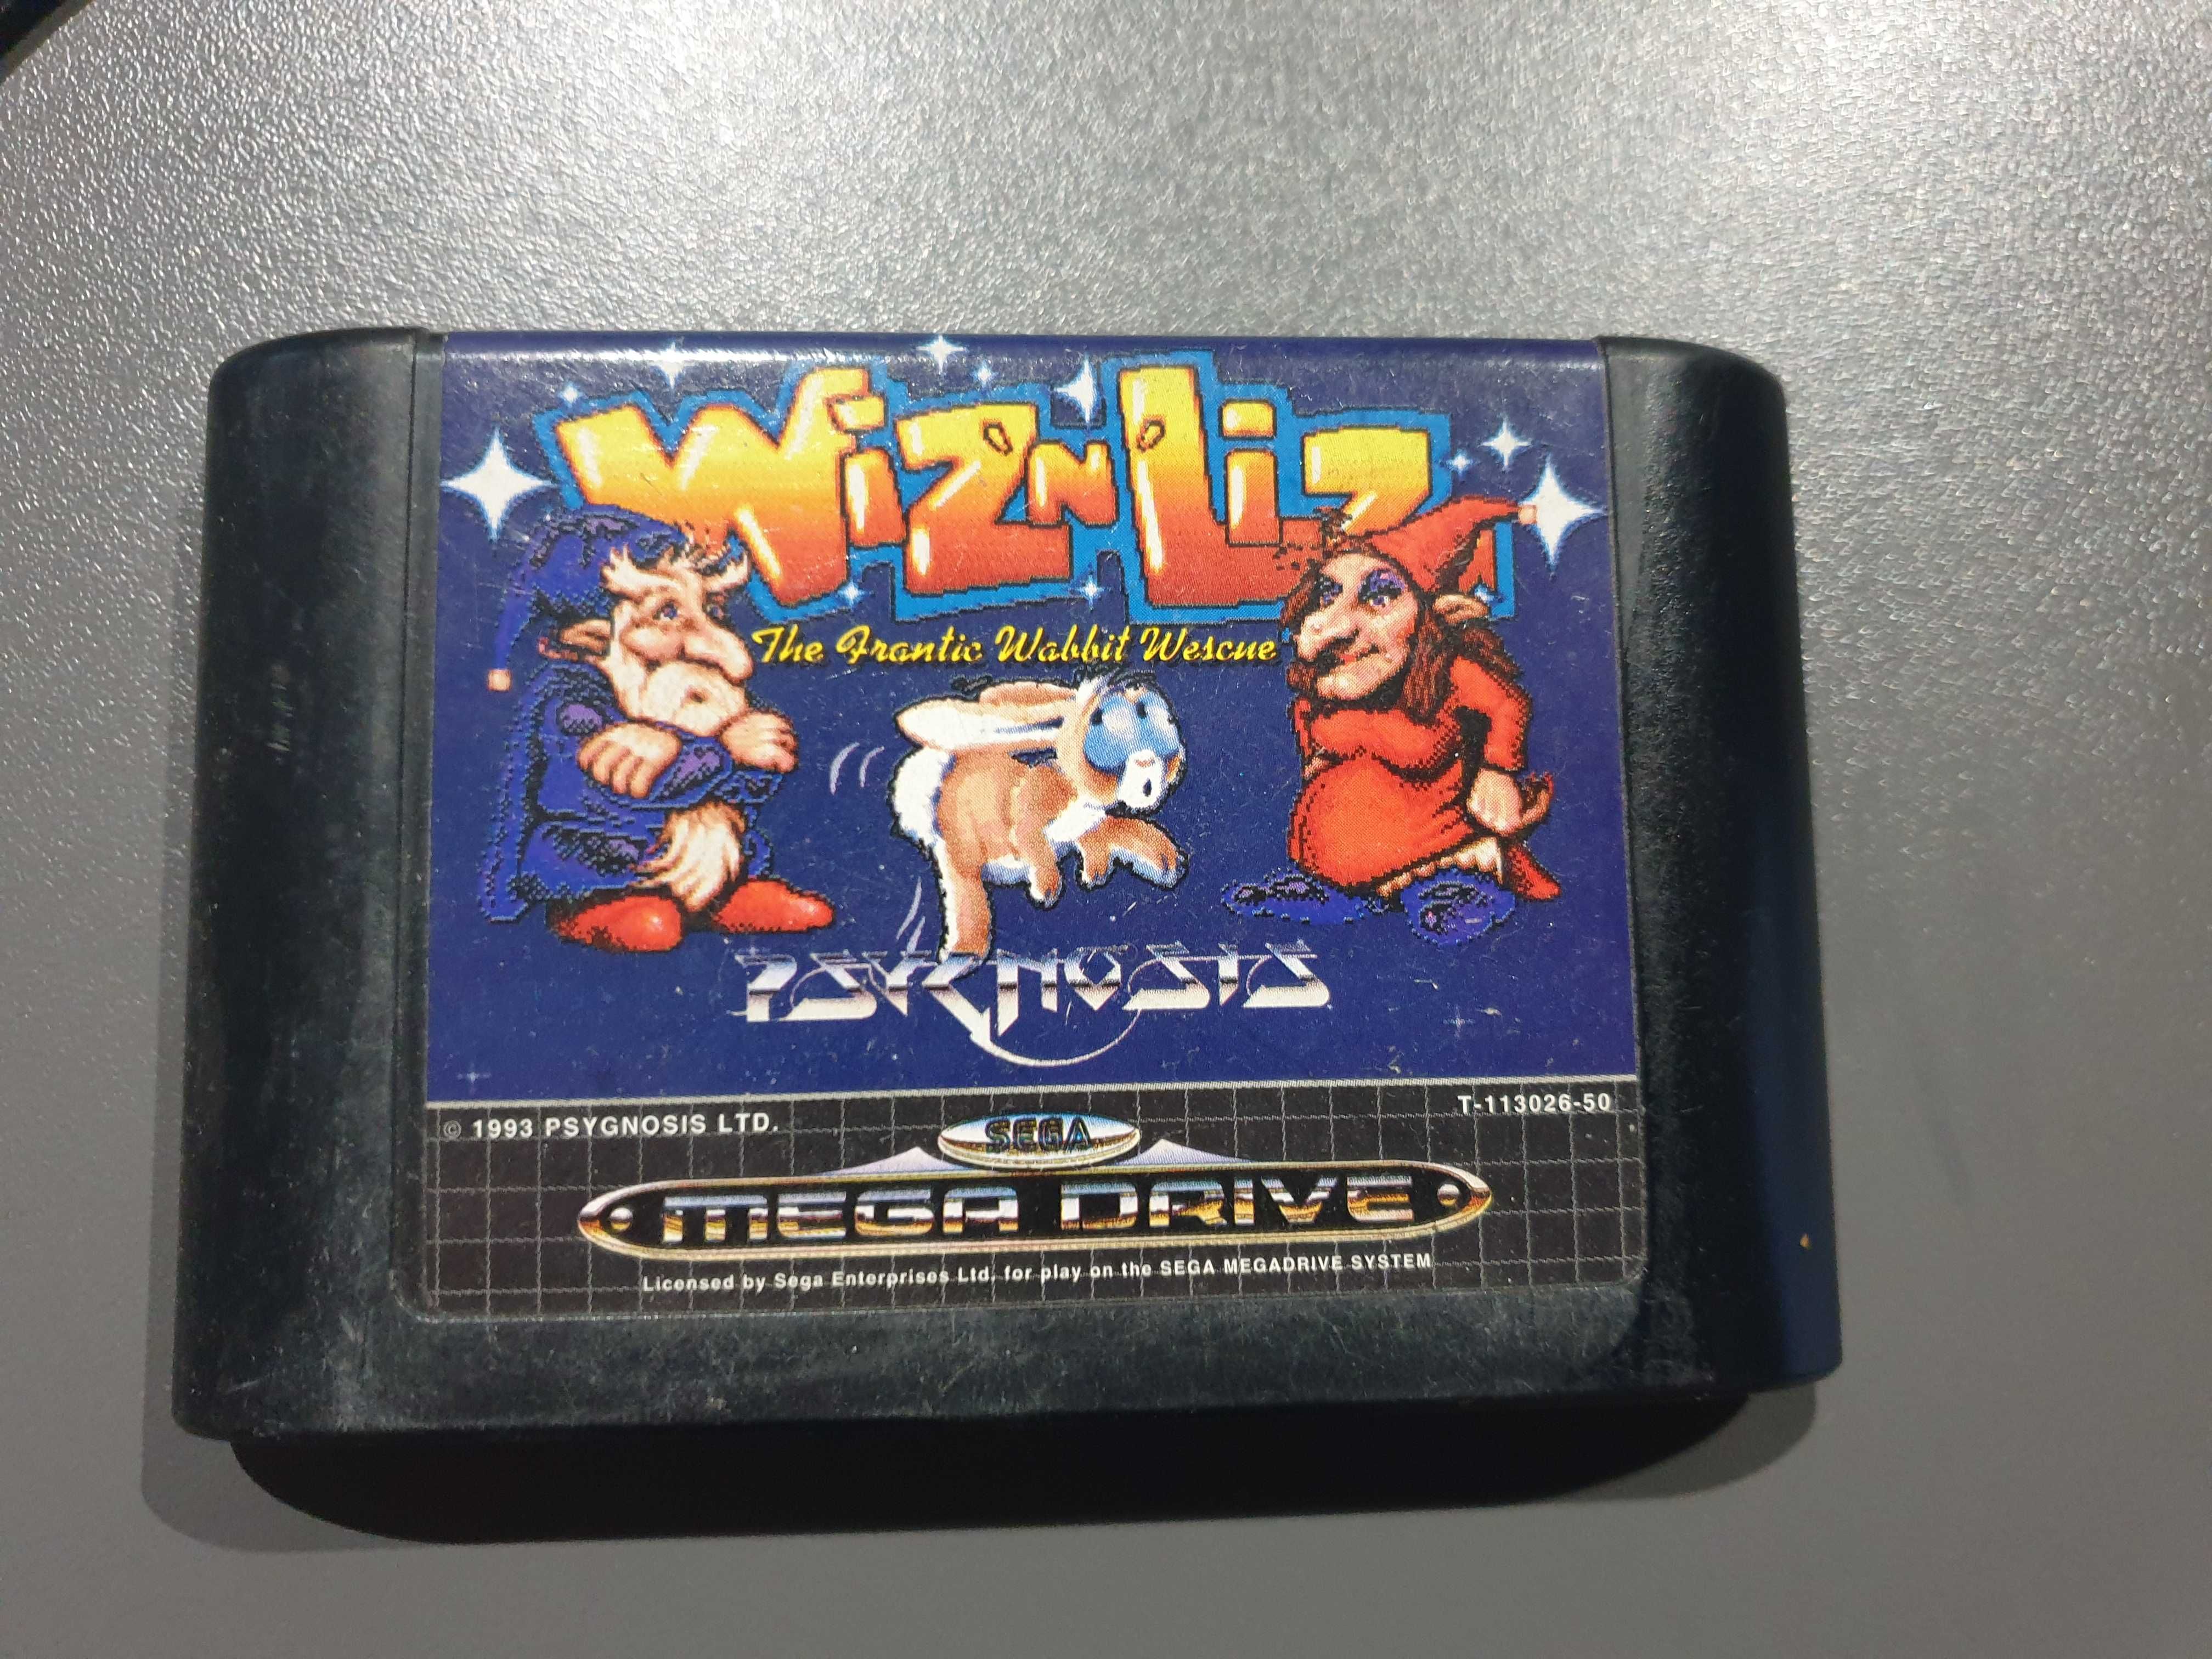 Wiz'n'Liz
The Frantic Wabbit Wescue
PSYGNOSIS
© 1993 PSYGNOSIS LTD.
T-113026-50
SEGA
MEGA DRIVE
Licensed by Sega Enterprises Ltd. for play on the SEGA MEGADRIVE SYSTEM